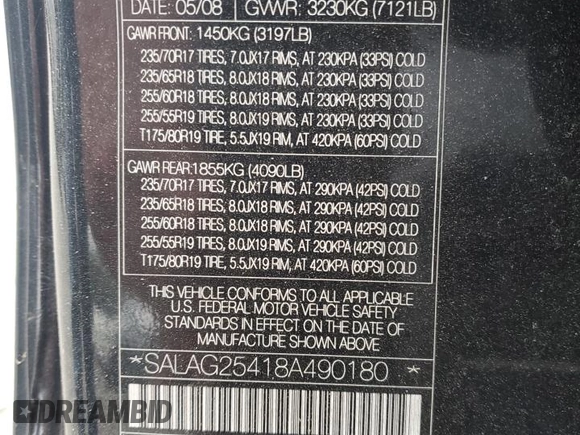 DATE: 05/08 GVWR: 3230KG (7121LB)
GAWR FRONT: 1450KG (3197LB)
235/70R17 TIRES, 7.0JX17 RIMS, AT 230KPA (33PSI) COLD
235/65R18 TIRES, 8.0JX18 RIMS, AT 230KPA (33PSI) COLD
255/60R18 TIRES, 8.0JX18 RIMS, AT 230KPA (33PSI) COLD
255/55R19 TIRES, 8.0JX19 RIMS, AT 230KPA (33PSI) COLD
T175/80R19 TIRE, 5.5JX19 RIM, AT 420KPA (60PSI) COLD
GAWR REAR:1855KG (4090LB)
235/70R17 TIRES, 7.0JX17 RIMS, AT 290KPA (42PSI) COLD
235/65R18 TIRES, 8.0JX18 RIMS, AT 290KPA (42PSI) COLD
255/60R18 TIRES, 8.0JX18 RIMS, AT 290KPA (42PSI) COLD
255/55R19 TIRES, 8.0JX19 RIMS, AT 290KPA (42PSI) COLD
T175/80R19 TIRE, 5.5JX19 RIM, AT 420KPA (60PSI) COLD
THIS VEHICLE CONFORMS TO ALL APPLICABLE
U.S. FEDERAL MOTOR VEHICLE SAFETY
STANDARDS IN EFFECT ON THE DATE OF
MANUFACTURE SHOWN ABOVE
*SALAG25418A490180*
DREAMBID